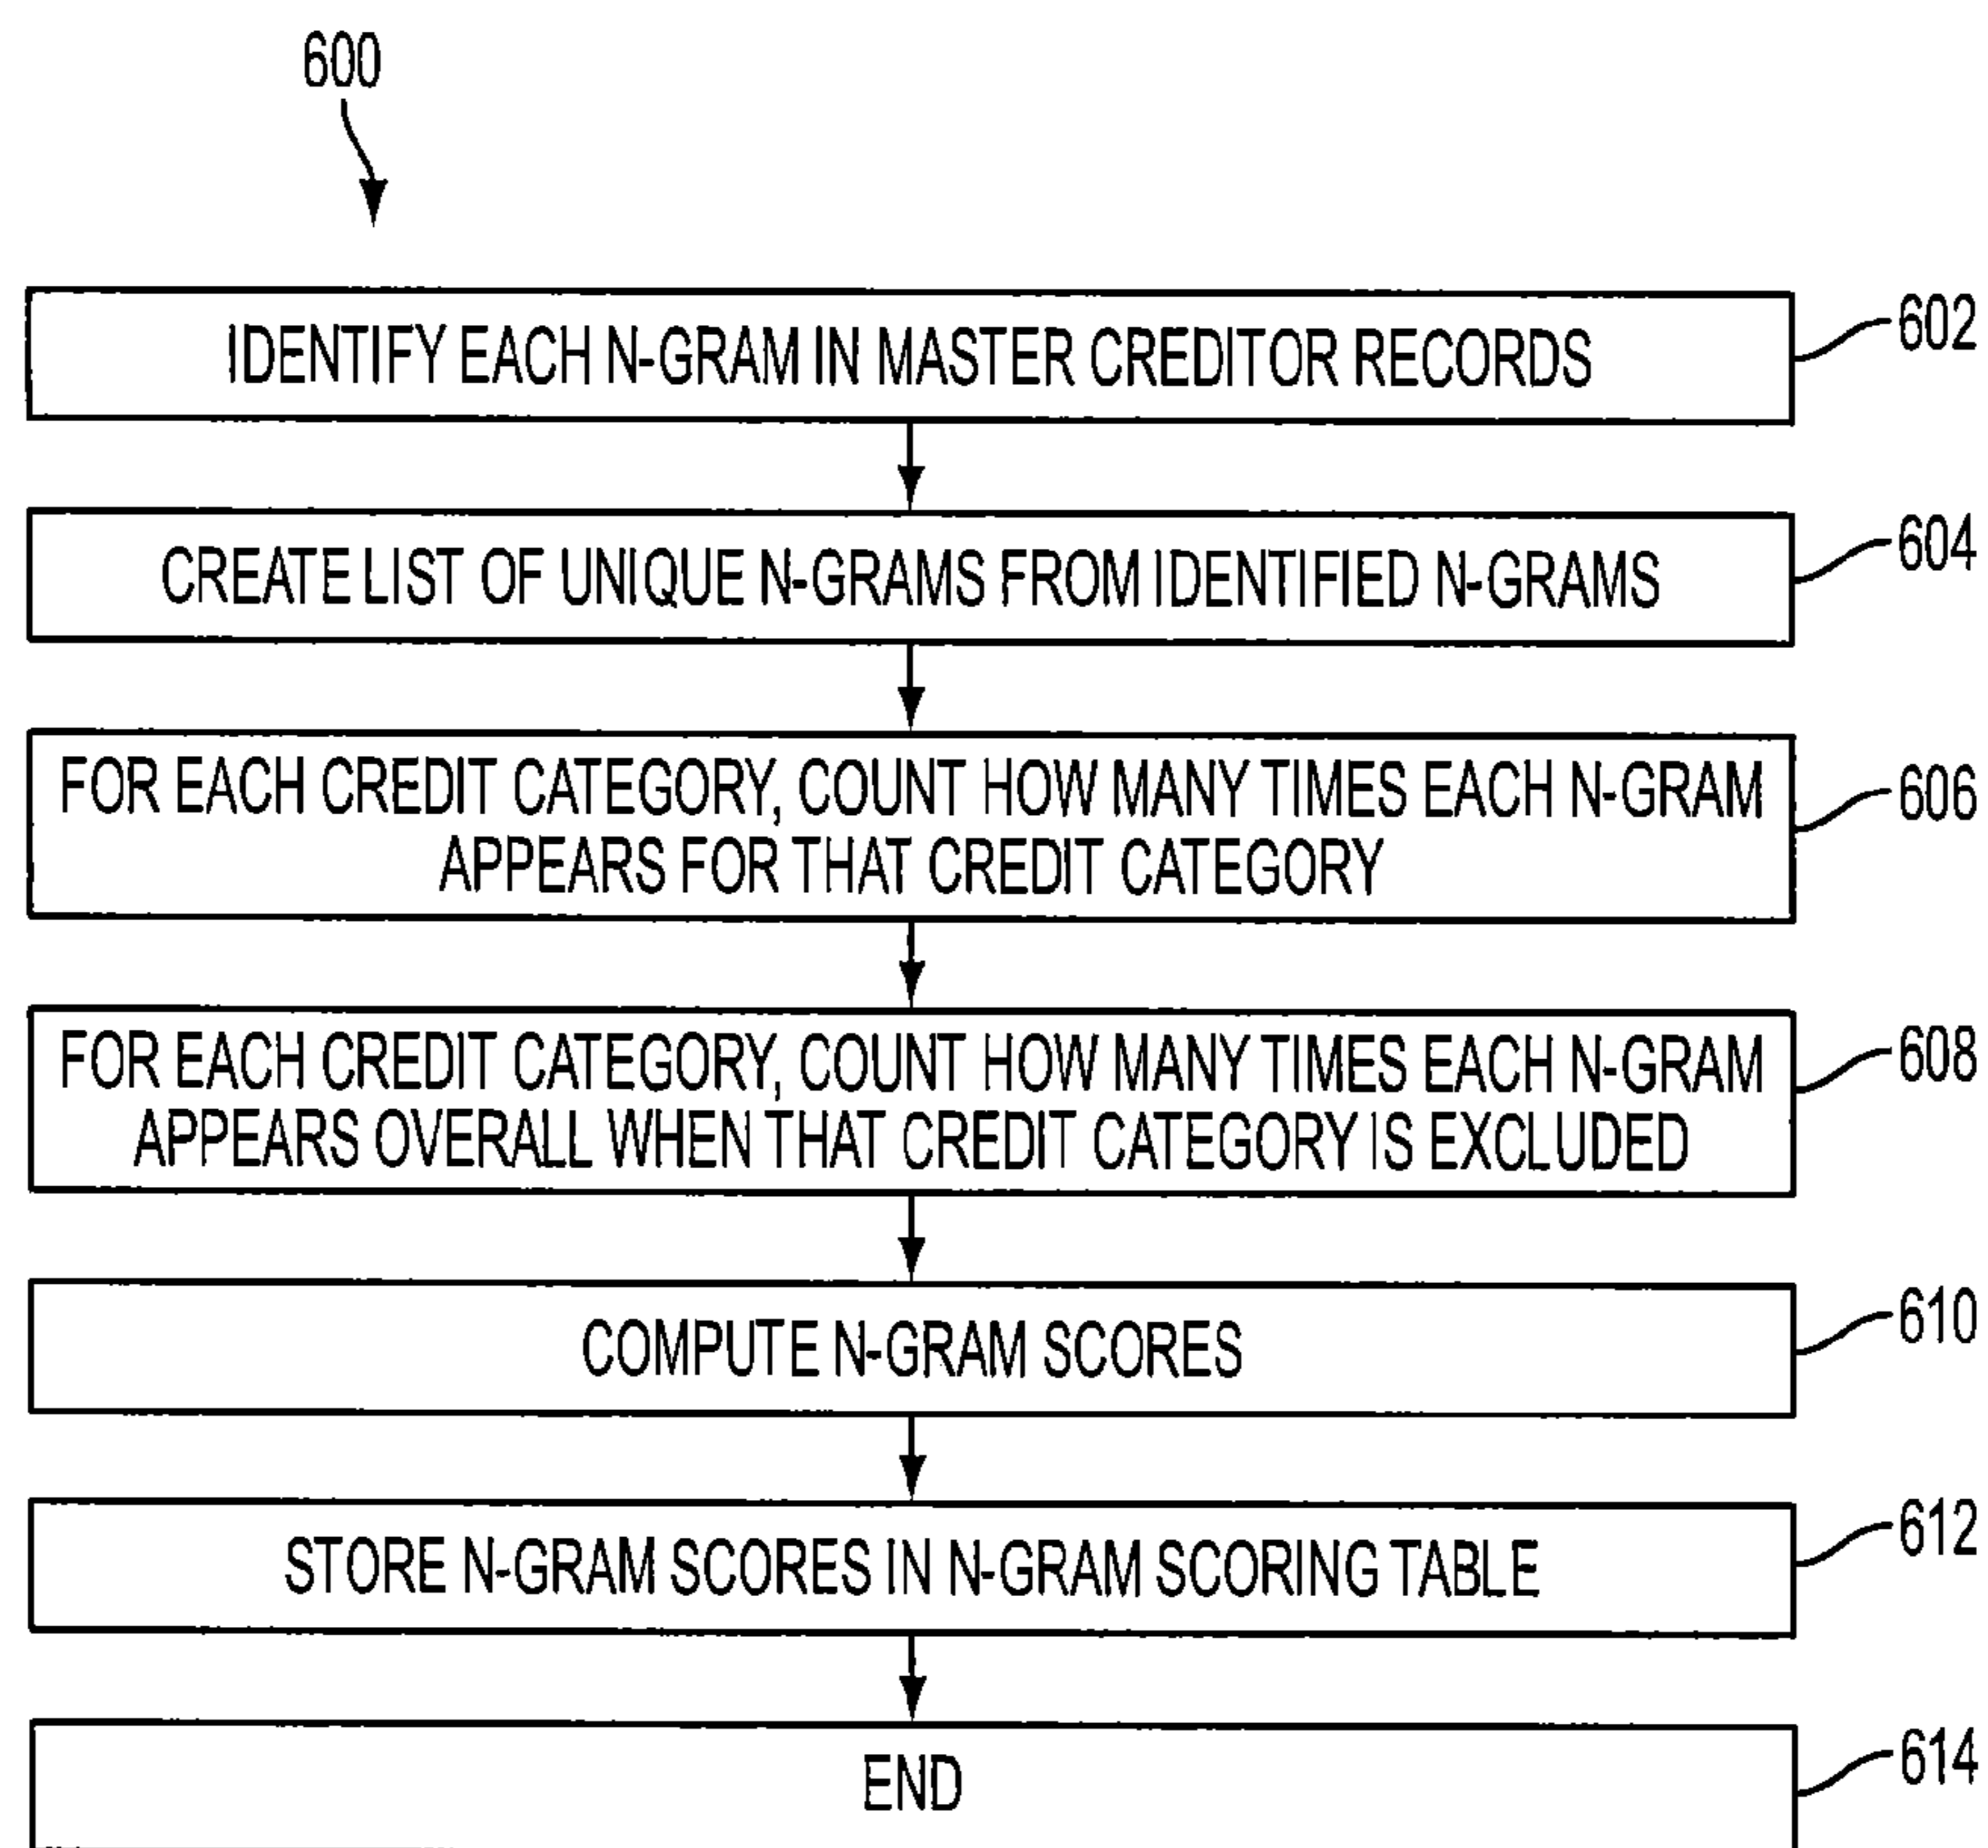 600
IDENTIFY EACH N-GRAM IN MASTER CREDITOR RECORDS
602
CREATE LIST OF UNIQUE N-GRAMS FROM IDENTIFIED N-GRAMS
604
FOR EACH CREDIT CATEGORY, COUNT HOW MANY TIMES EACH N-GRAM
APPEARS FOR THAT CREDIT CATEGORY
606
FOR EACH CREDIT CATEGORY, COUNT HOW MANY TIMES EACH N-GRAM
APPEARS OVERALL WHEN THAT CREDIT CATEGORY IS EXCLUDED
608
COMPUTE N-GRAM SCORES
610
STORE N-GRAM SCORES IN N-GRAM SCORING TABLE
612
END
614